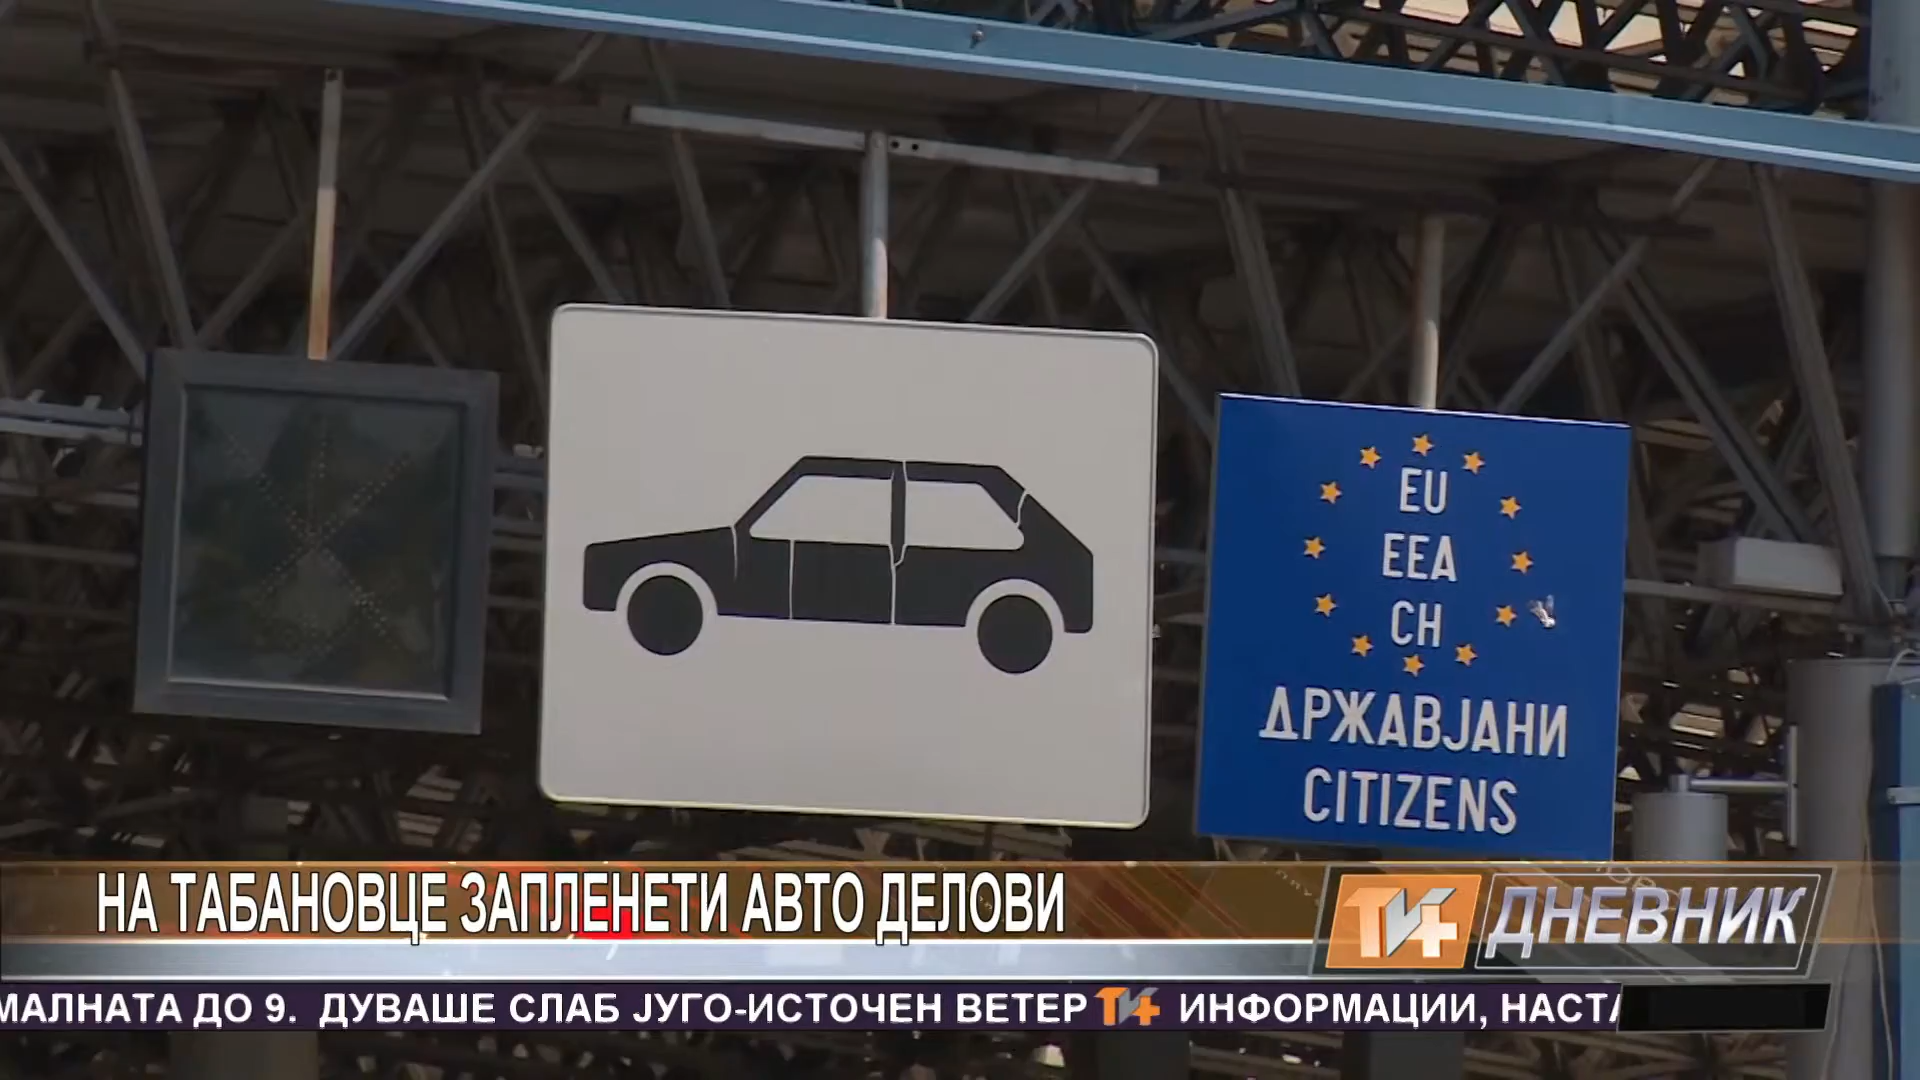 EU
EEA
CH
ДРЖАВЈАНИ
CITIZENS
НА ТАБАНОВЦЕ ЗАПЛЕНЕТИ АВТО ДЕЛОВИ
ДНЕВНИК
МАЛНАТА ДО 9. ДУВАШЕ СЛАБ ЈУГО-ИСТОЧЕН ВЕТЕР ИНФОРМАЦИИ, НАСТА